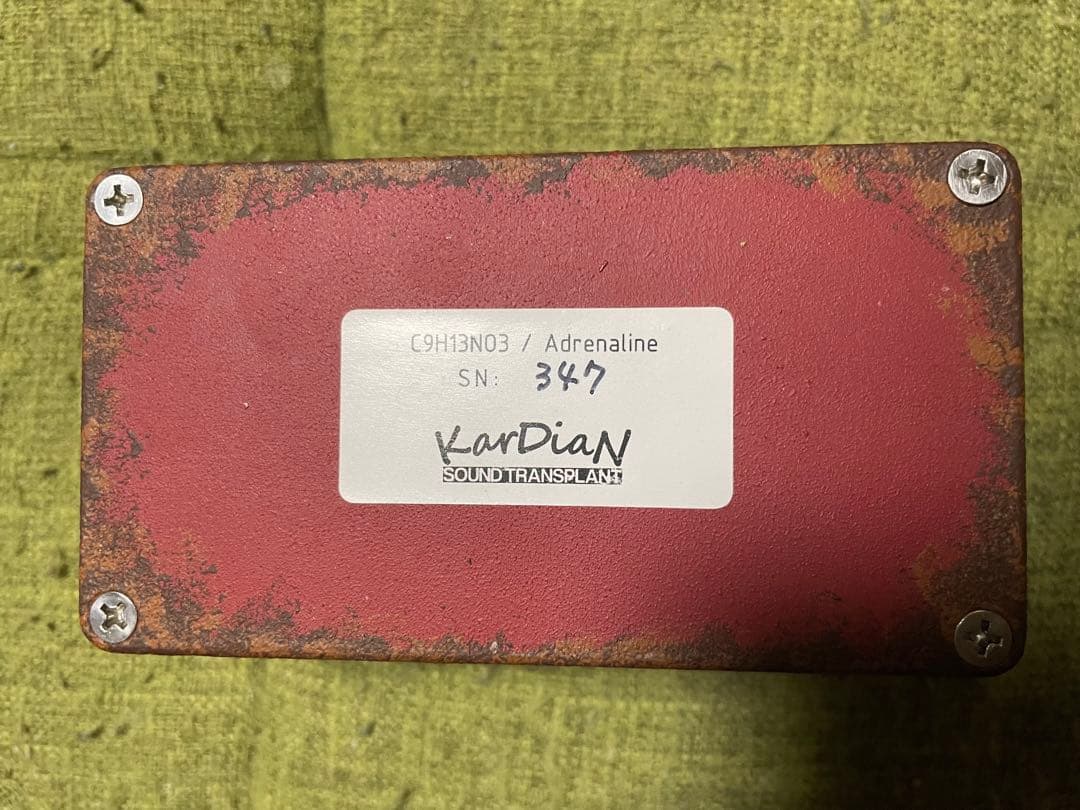 C9H13NO3 / Adrenaline
SN: 347
KarDiaN
SOUND TRANSPLANT